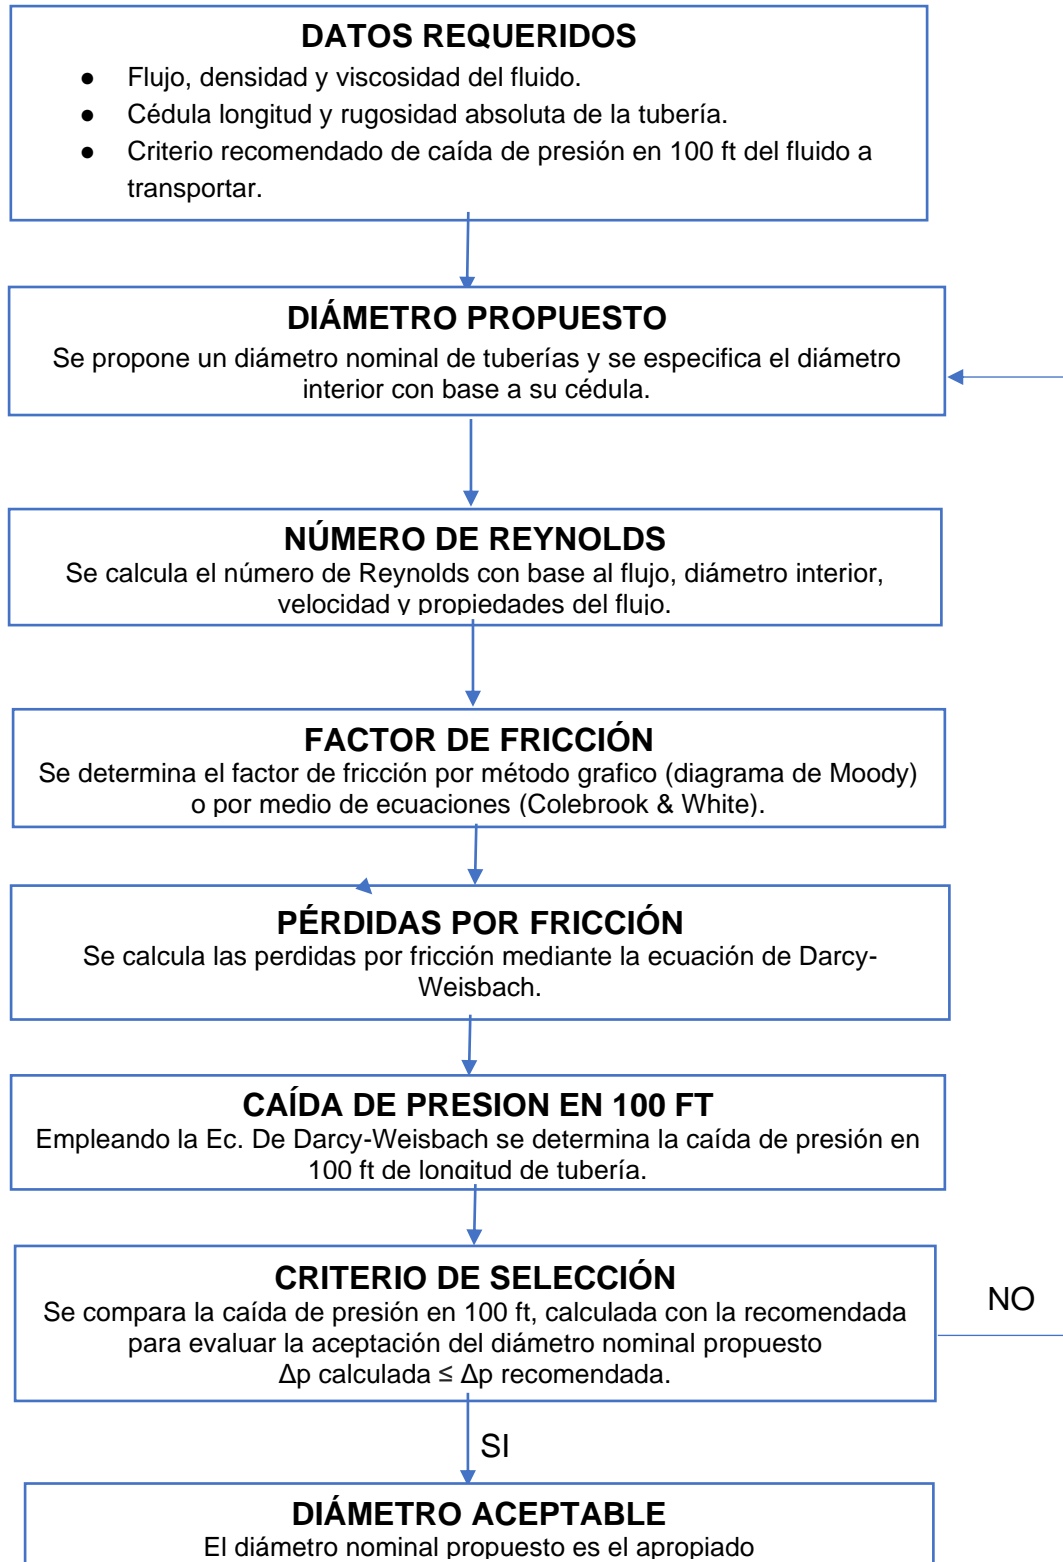 DATOS REQUERIDOS
● Flujo, densidad y viscosidad del fluido.
● Cédula longitud y rugosidad absoluta de la tubería.
● Criterio recomendado de caída de presión en 100 ft del fluido a
transportar.
DIÁMETRO PROPUESTO
Se propone un diámetro nominal de tuberías y se especifica el diámetro
interior con base a su cédula.
NÚMERO DE REYNOLDS
Se calcula el número de Reynolds con base al flujo, diámetro interior,
velocidad y propiedades del flujo.
FACTOR DE FRICCIÓN
Se determina el factor de fricción por método grafico (diagrama de Moody)
o por medio de ecuaciones (Colebrook & White).
PÉRDIDAS POR FRICCIÓN
Se calcula las perdidas por fricción mediante la ecuación de Darcy-
Weisbach.
CAÍDA DE PRESION EN 100 FT
Empleando la Ec. De Darcy-Weisbach se determina la caída de presión en
100 ft de longitud de tubería.
CRITERIO DE SELECCIÓN
Se compara la caída de presión en 100 ft, calculada con la recomendada
para evaluar la aceptación del diámetro nominal propuesto
Δp calculada ≤ Δp recomendada.
NO
SI
DIÁMETRO ACEPTABLE
El diámetro nominal propuesto es el apropiado